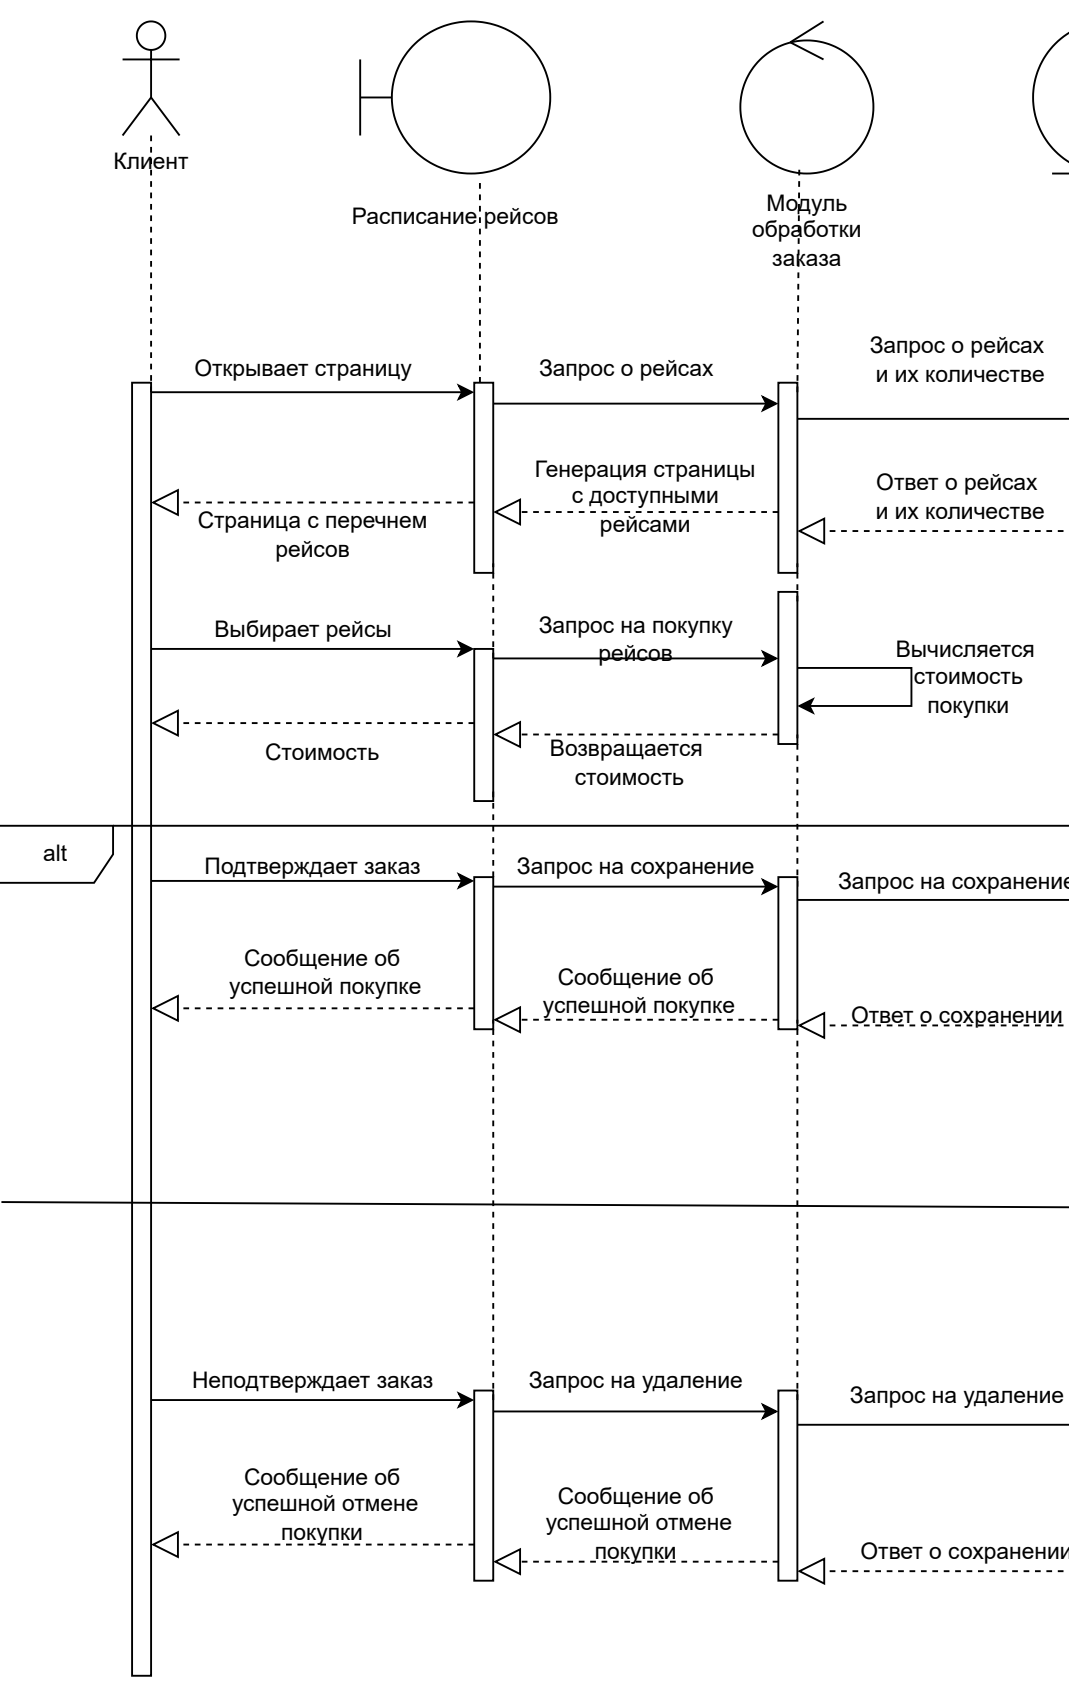 Клиент
Расписание рейсов
Модуль
обработки
заказа
Открывает страницу
Запрос о рейсах
Запрос о рейсах
и их количестве
Генерация страницы
с доступными
рейсами
Ответ о рейсах
и их количестве
Страница с перечнем
рейсов
Выбирает рейсы
Запрос на покупку
рейсов
Вычисляется
стоимость
покупки
Стоимость
Возвращается
стоимость
alt
Подтверждает заказ
Запрос на сохранение
Запрос на сохранение
Сообщение об
успешной покупке
Сообщение об
успешной покупке
Ответ о сохранении
Неподтверждает заказ
Запрос на удаление
Запрос на удаление
Сообщение об
успешной отмене
покупки
Сообщение об
успешной отмене
покупки
Ответ о сохранении